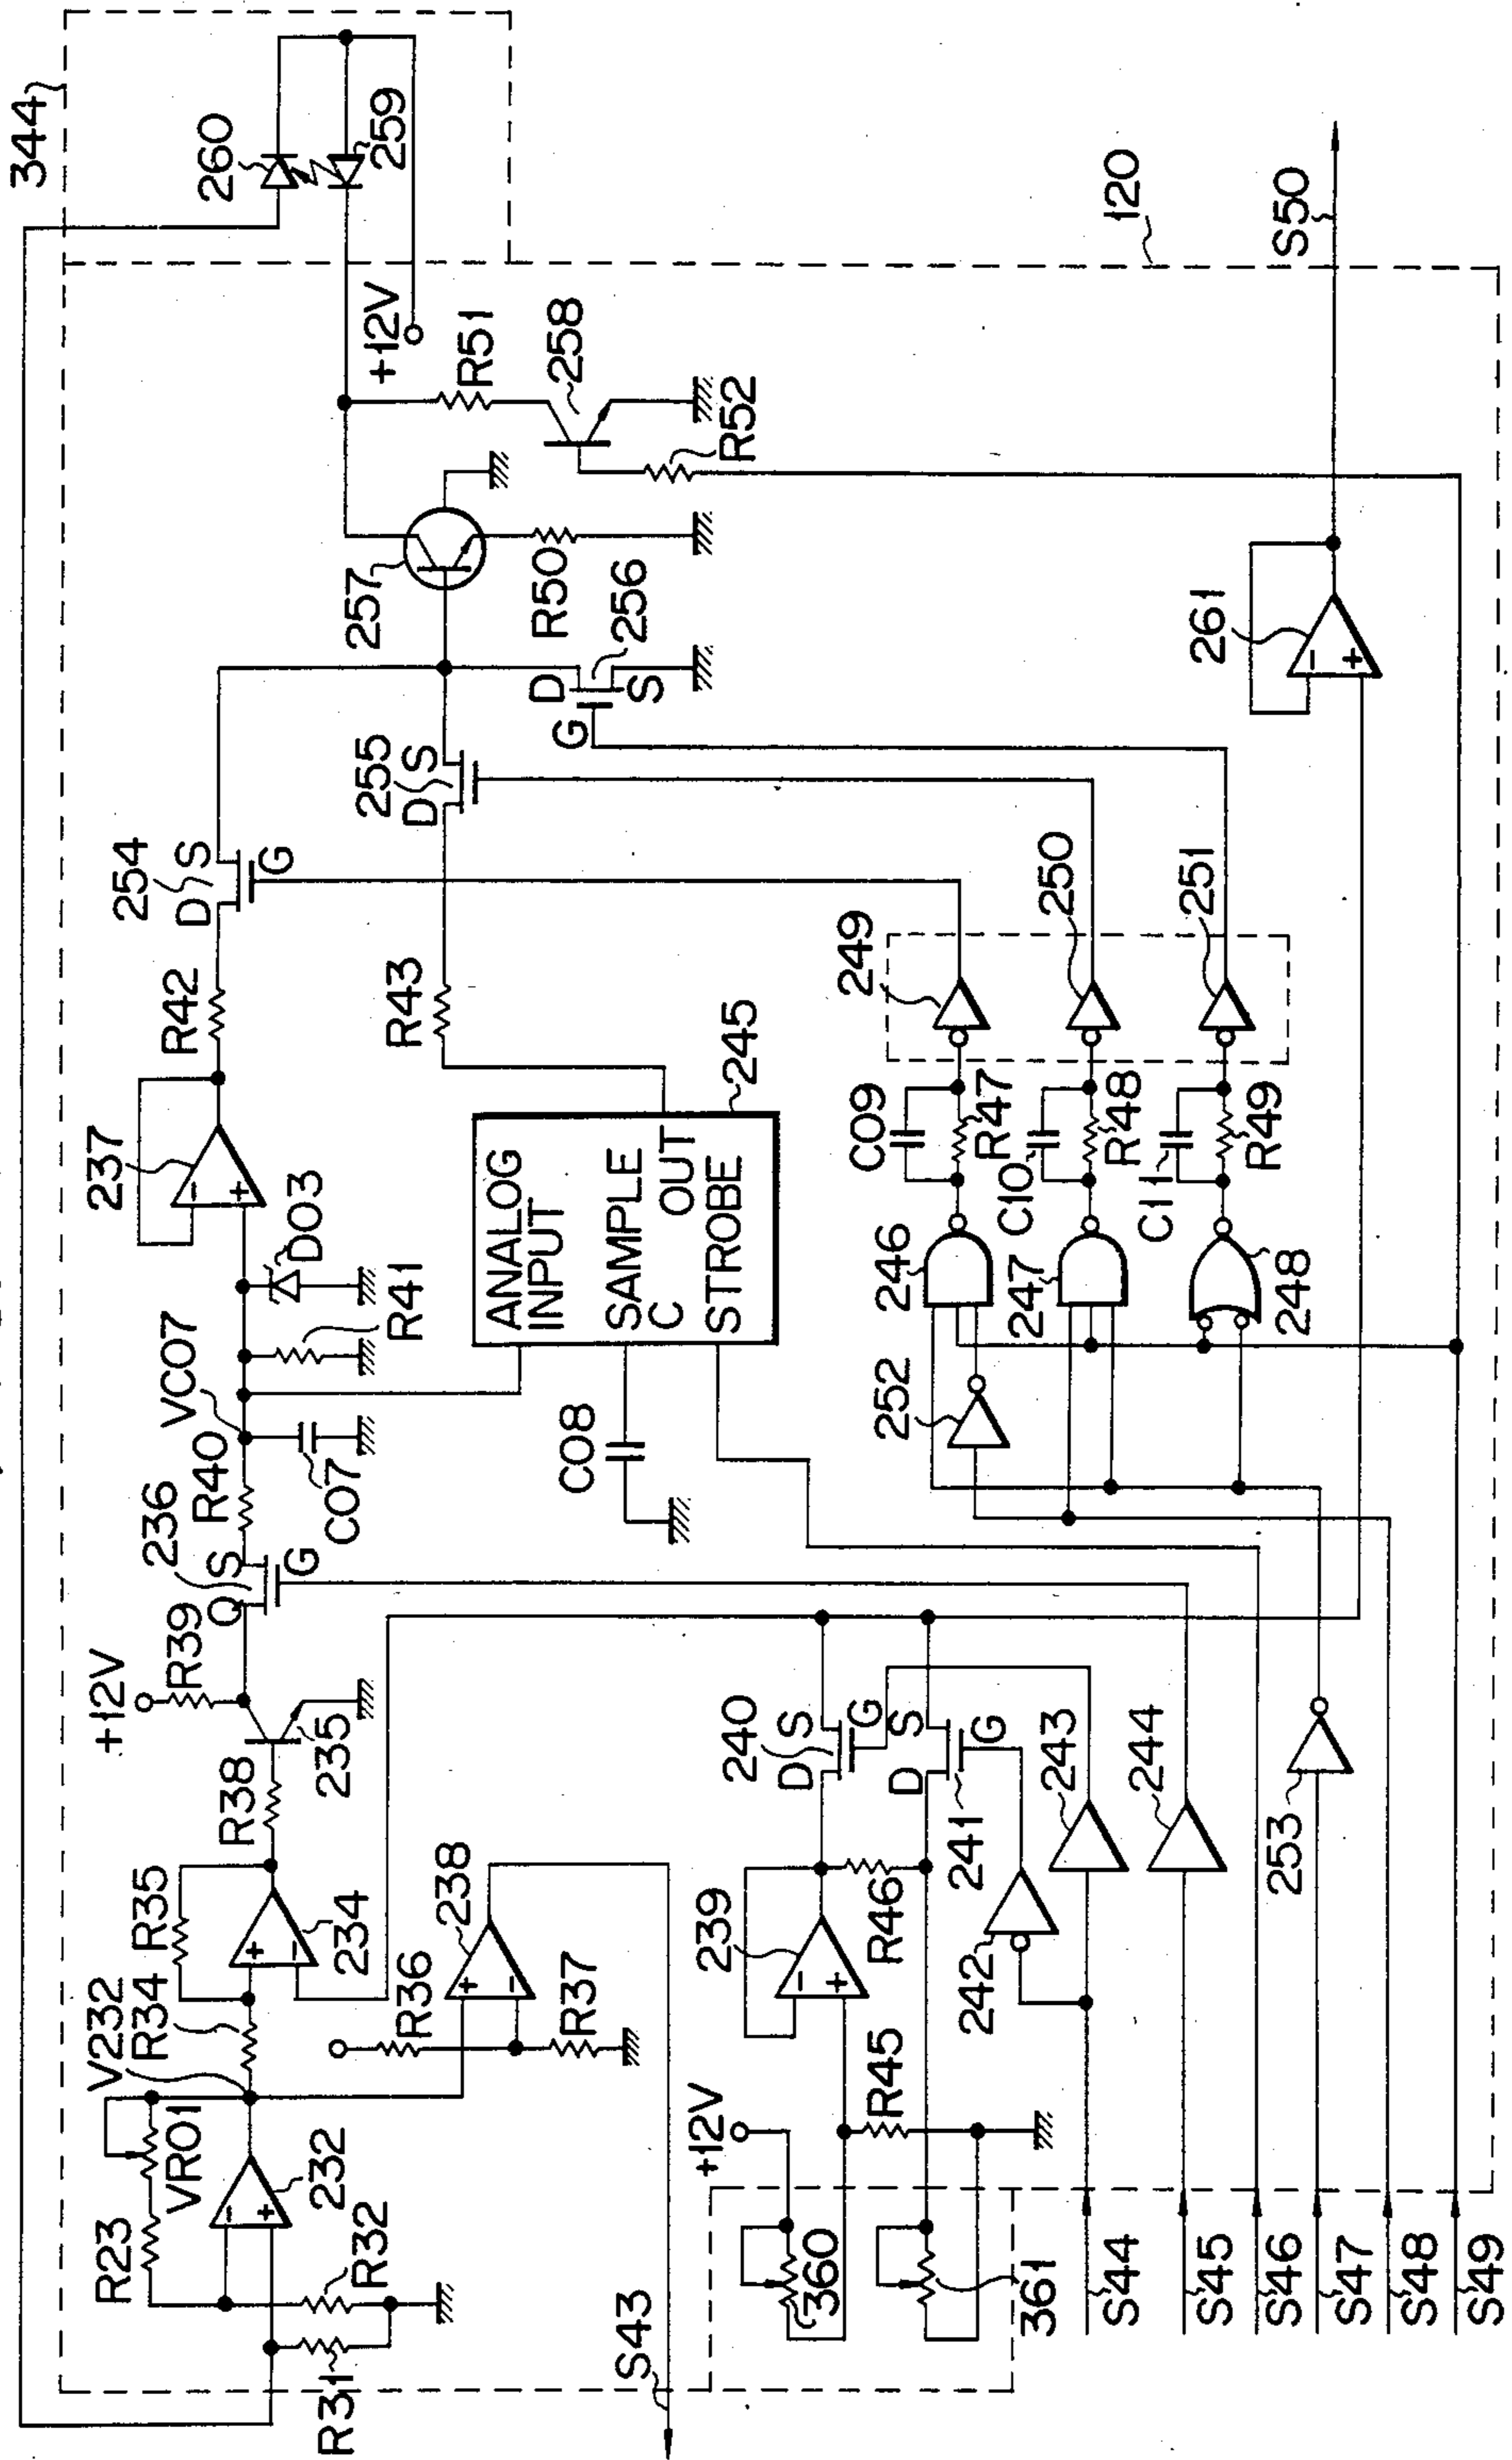 344
260
259
120
S50
+12V
R51
258
R52
257
R50
256
D
S
G
261
255
D S
254
D S
G
249
250
251
R42
R43
245
237
D03
R41
ANALOG
INPUT
SAMPLE
C OUT
STROBE
C09
R47
C10
R48
C11
R49
246
247
248
252
VC07
C07
C08
R40
236
Q S
G
+12V
R39
235
R38
240
D S
G
D S
G
241
243
244
253
R35
234
238
R36
R37
239
R46
242
V232
R34
VR01
R23
232
R32
R31
+12V
R45
360
361
S43
S44
S45
S46
S47
S48
S49
+
-
+
-
-
+
-
+
-
+
-
+